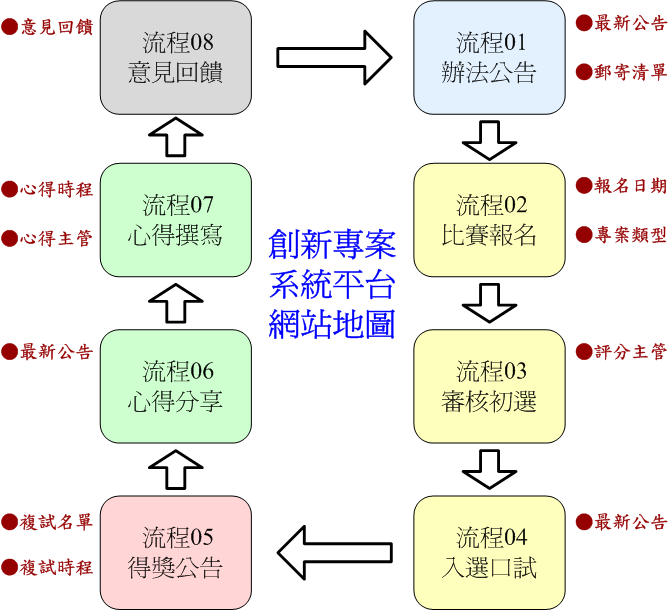 意見回饋
流程08
意見回饋
流程01
辦法公告
最新公告
郵寄清單
心得時程
心得主管
流程07
心得撰寫
流程02
比賽報名
報名日期
專案類型
創新專案
系統平台
網站地圖
最新公告
流程06
心得分享
流程03
審核初選
評分主管
複試名單
複試時程
流程05
得獎公告
流程04
入選口試
最新公告